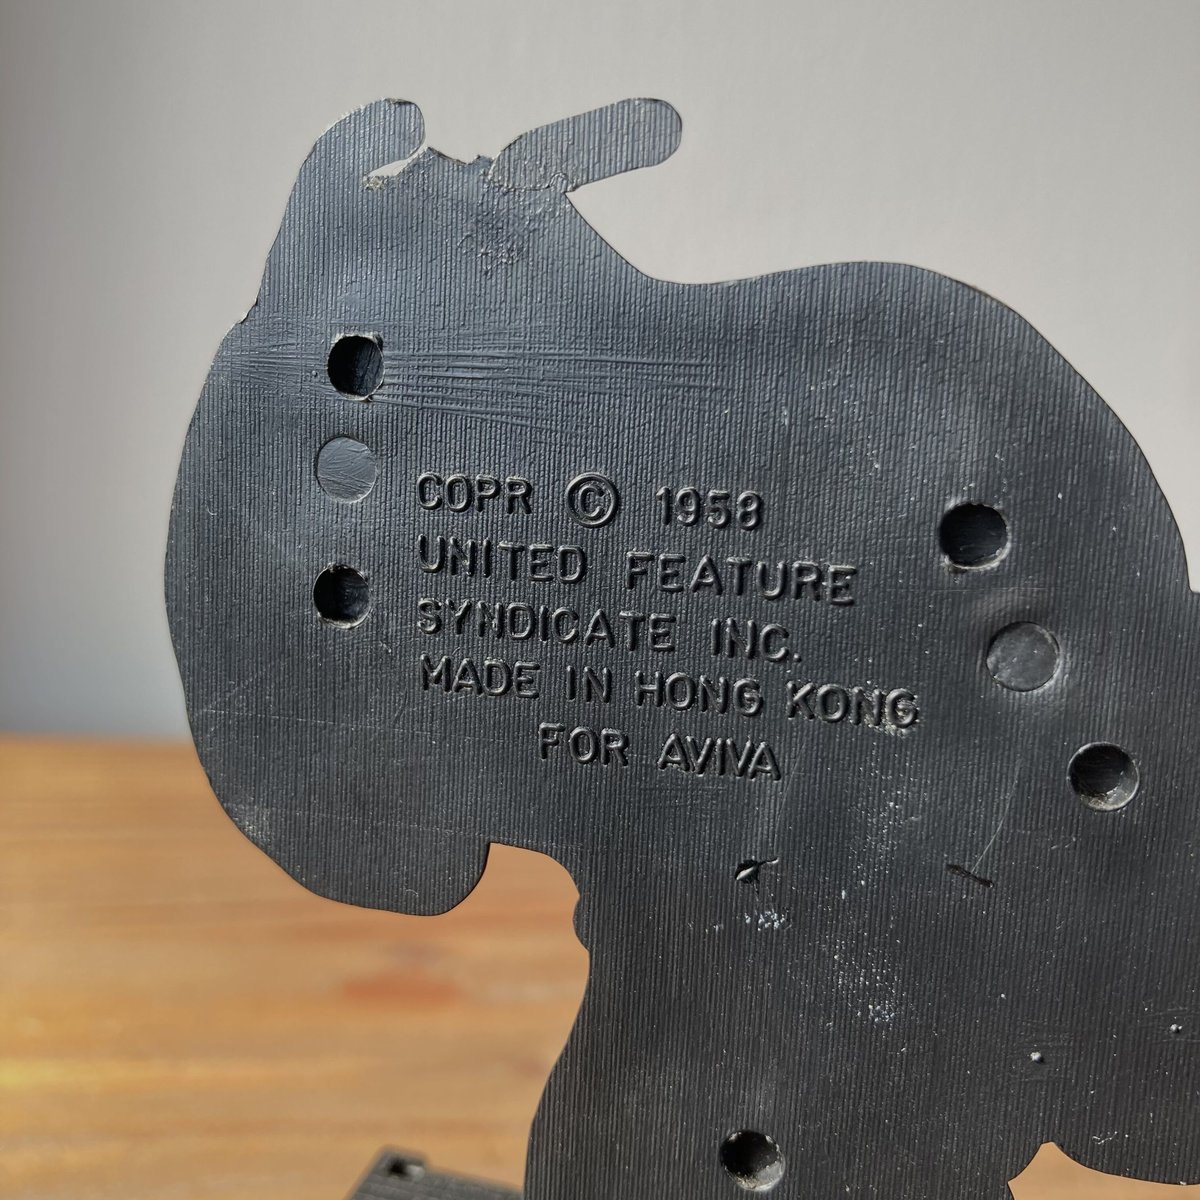 COPR © 1958
UNITED FEATURE
SYNDICATE INC.
MADE IN HONG KONG
FOR AVIVA